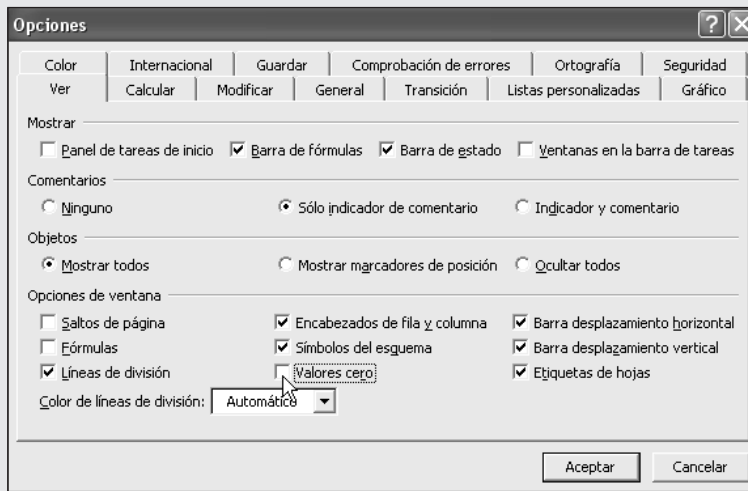 Opciones
Color Internacional Guardar Comprobación de errores Ortografía Seguridad
Ver Calcular Modificar General Transición Listas personalizadas Gráfico
Mostrar
Panel de tareas de inicio Barra de fórmulas Barra de estado Ventanas en la barra de tareas
Comentarios
Ninguno Sólo indicador de comentario Indicador y comentario
Objetos
Mostrar todos Mostrar marcadores de posición Ocultar todos
Opciones de ventana
Saltos de página Encabezados de fila y columna Barra desplazamiento horizontal
Fórmulas Símbolos del esquema Barra desplazamiento vertical
Líneas de división Valores cero Etiquetas de hojas
Color de líneas de división: Automático
Aceptar Cancelar